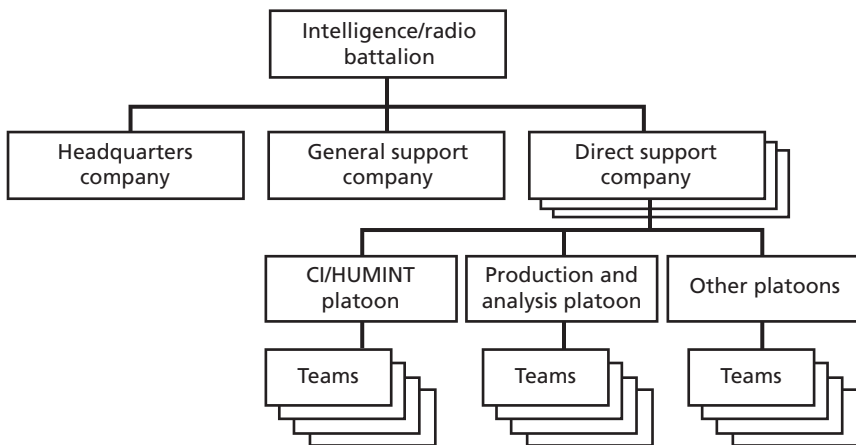 Intelligence/radio
battalion
Headquarters
company
General support
company
Direct support
company
CI/HUMINT
platoon
Production and
analysis platoon
Other platoons
Teams
Teams
Teams